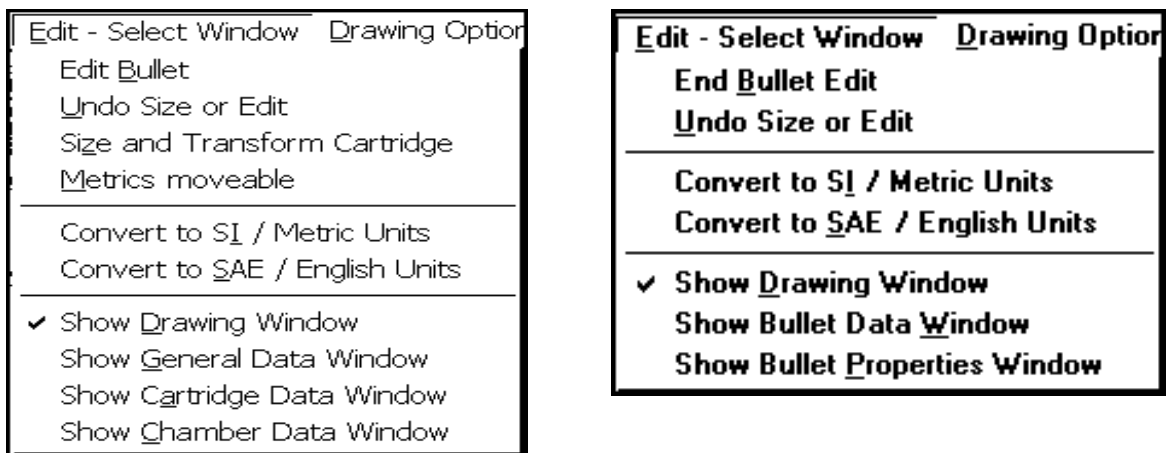 Edit - Select Window Drawing Option
Edit Bullet
Undo Size or Edit
Size and Transform Cartridge
Metrics moveable
Convert to SI / Metric Units
Convert to SAE / English Units
Show Drawing Window
Show General Data Window
Show Cartridge Data Window
Show Chamber Data Window
Edit - Select Window Drawing Option
End Bullet Edit
Undo Size or Edit
Convert to SI / Metric Units
Convert to SAE / English Units
Show Drawing Window
Show Bullet Data Window
Show Bullet Properties Window